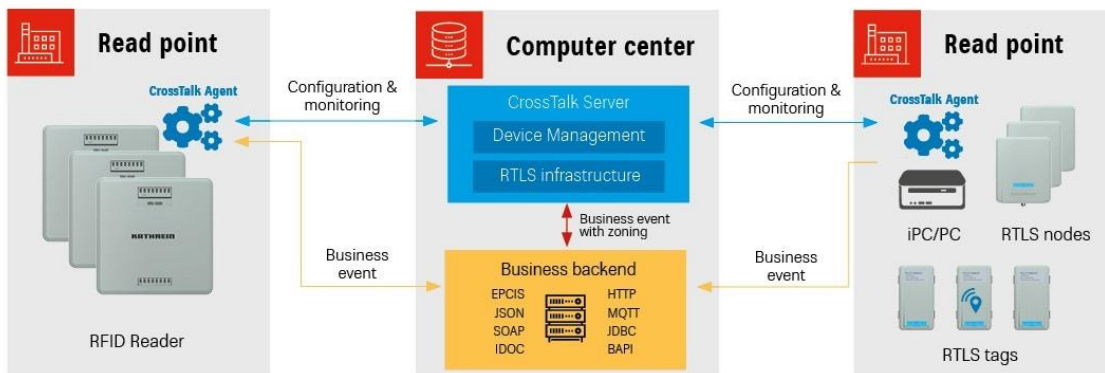 Read point
CrossTalk Agent
KATHREIN
RFID Reader
Configuration &
monitoring
Business
event
Computer center
CrossTalk Server
Device Management
RTLS infrastructure
Business event
with zoning
Business backend
EPCIS
JSON
SOAP
IDOC
HTTP
MQTT
JDBC
BAPI
Configuration &
monitoring
Business
event
Read point
CrossTalk Agent
iPC/PC
RTLS nodes
RTLS tags